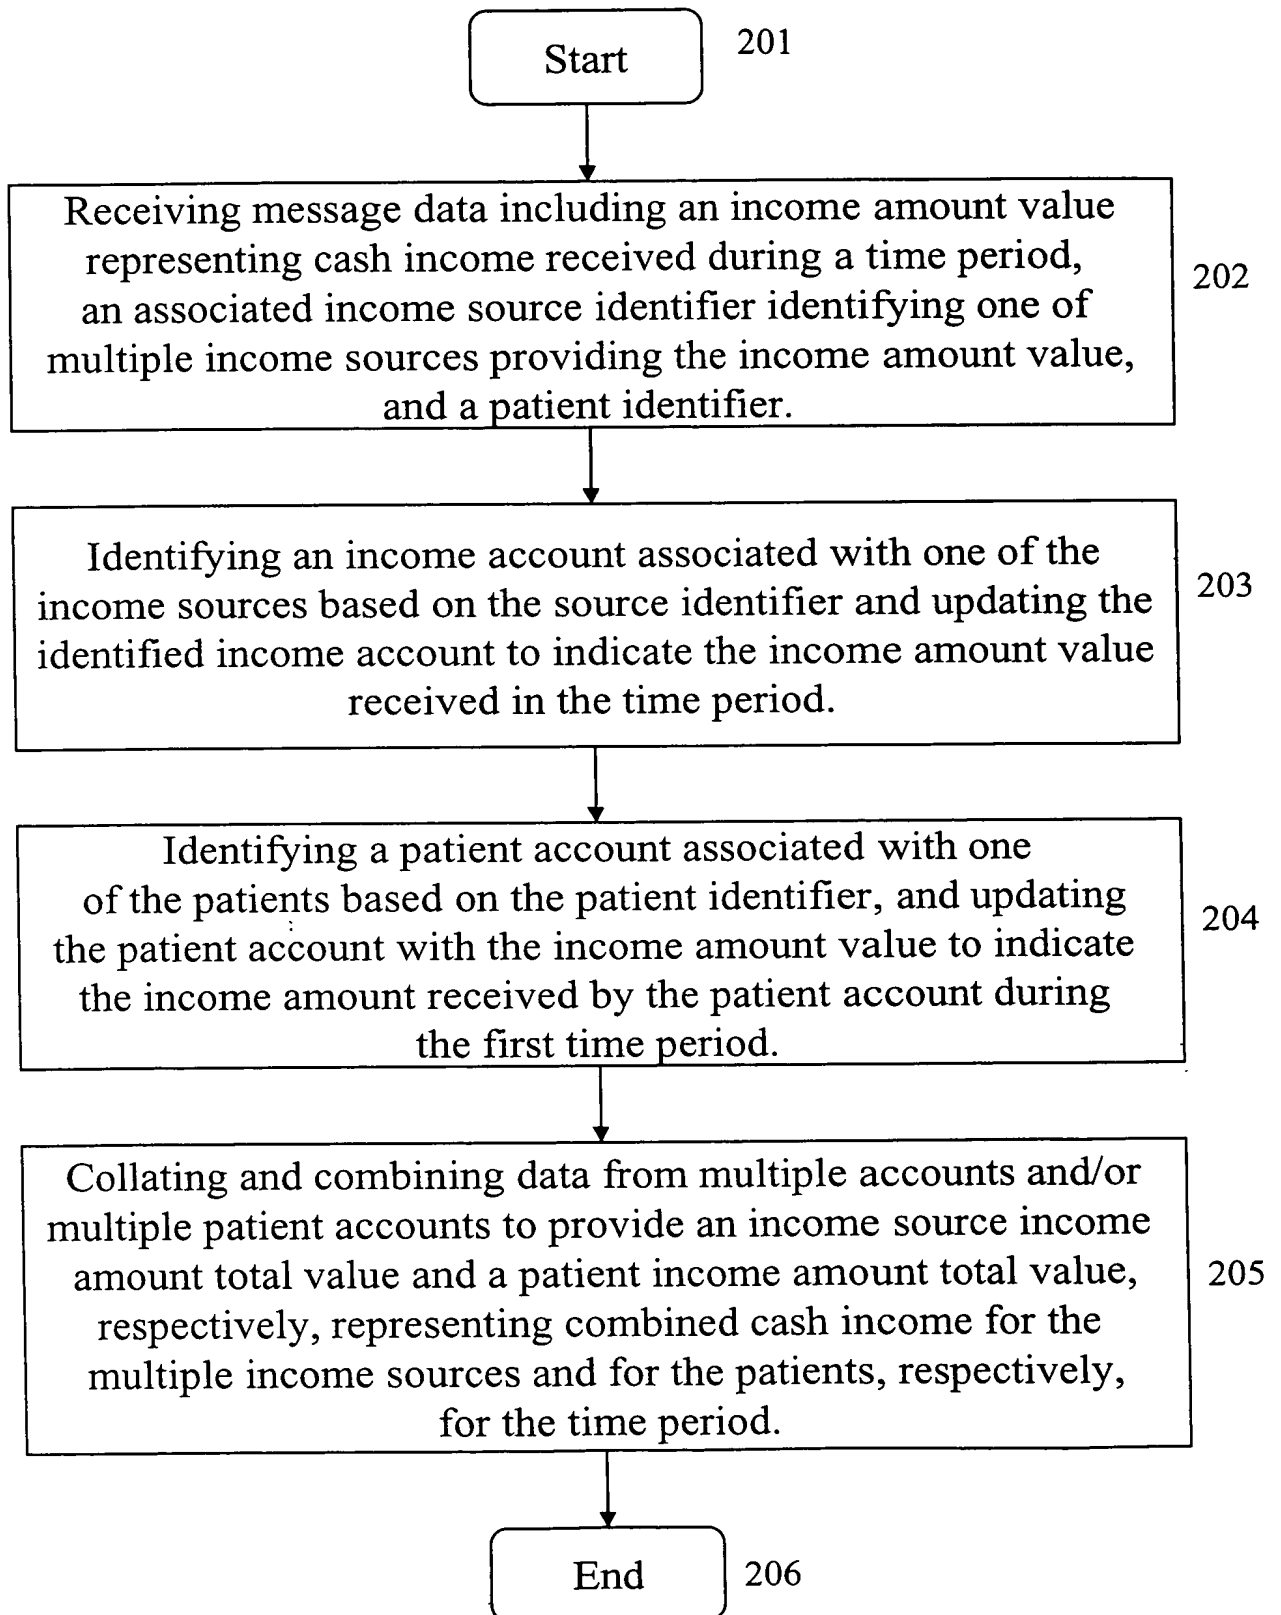 Start
201
Receiving message data including an income amount value
representing cash income received during a time period,
an associated income source identifier identifying one of
multiple income sources providing the income amount value,
and a patient identifier.
202
Identifying an income account associated with one of the
income sources based on the source identifier and updating the
identified income account to indicate the income amount value
received in the time period.
203
Identifying a patient account associated with one
of the patients based on the patient identifier, and updating
the patient account with the income amount value to indicate
the income amount received by the patient account during
the first time period.
204
Collating and combining data from multiple accounts and/or
multiple patient accounts to provide an income source income
amount total value and a patient income amount total value,
respectively, representing combined cash income for the
multiple income sources and for the patients, respectively,
for the time period.
205
End
206